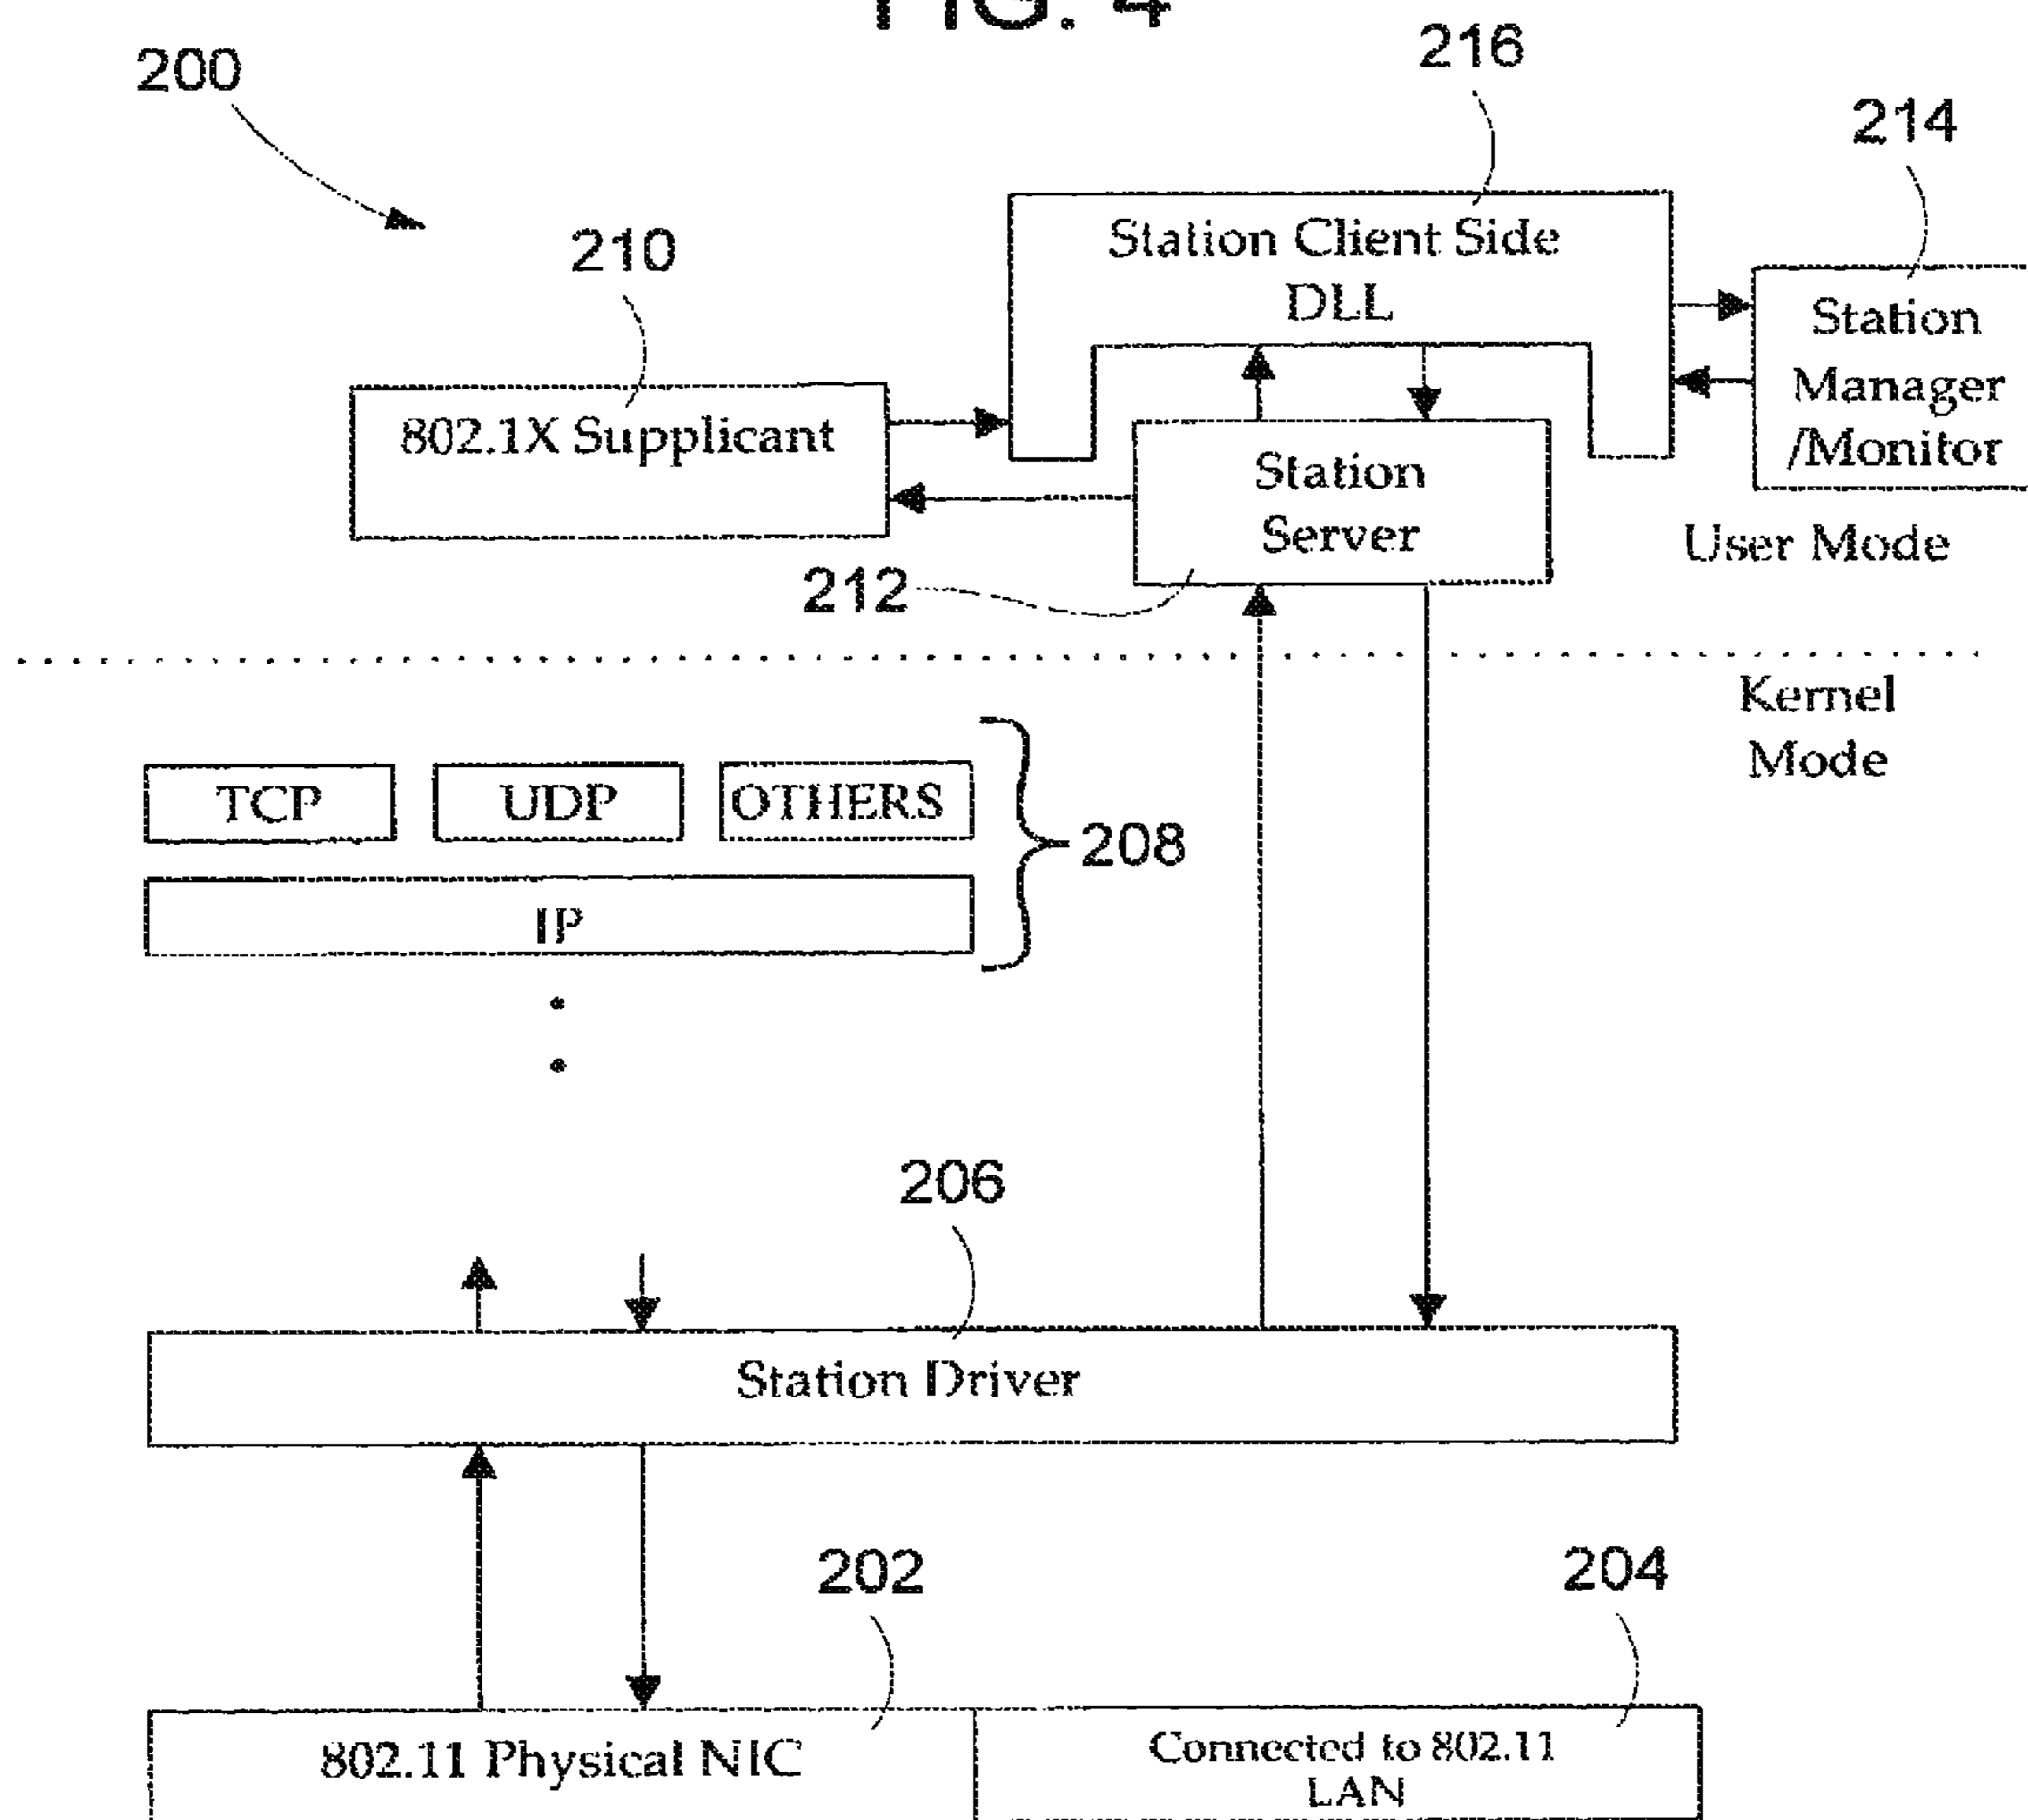 FIG. 4
200
216
214
210
Station Client Side
DLL
Station
Manager
/Monitor
802.1X Supplicant
Station
Server
User Mode
212
Kernel
Mode
TCP
UDP
OTHERS
208
IP
206
Station Driver
202
204
802.11 Physical NIC
Connected to 802.11
LAN